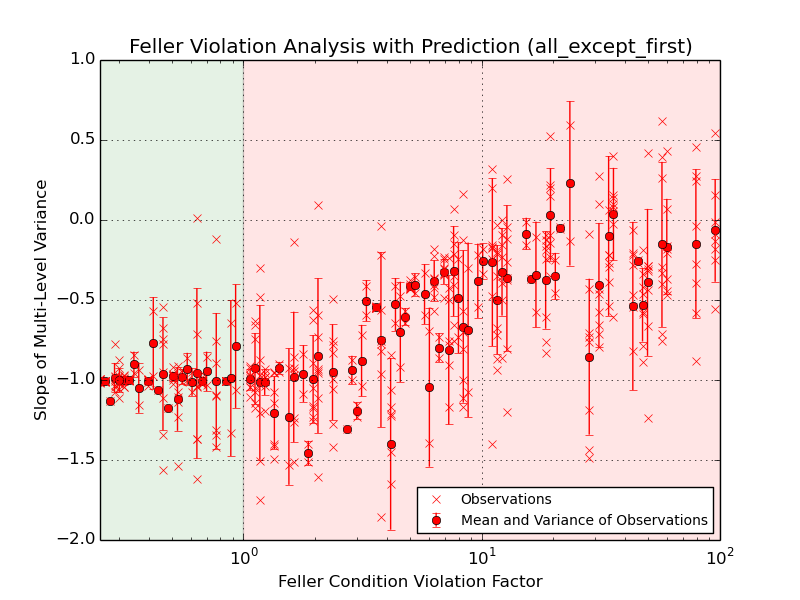 Feller Violation Analysis with Prediction (all_except_first)
Slope of Multi-Level Variance
1.0
0.5
0.0
−0.5
−1.0
−1.5
−2.0
Observations
Mean and Variance of Observations
10^0 10^1 10^2
Feller Condition Violation Factor